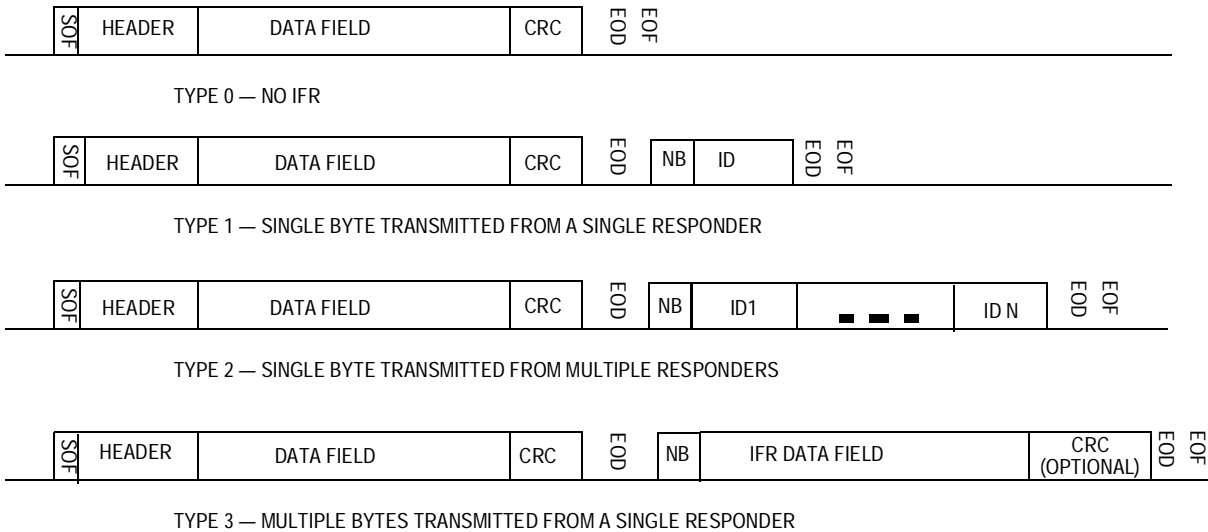 SOF HEADER DATA FIELD CRC EOD EOF
TYPE 0 — NO IFR
SOF HEADER DATA FIELD CRC EOD NB ID EOD EOF
TYPE 1 — SINGLE BYTE TRANSMITTED FROM A SINGLE RESPONDER
SOF HEADER DATA FIELD CRC EOD NB ID1 ID N EOD EOF
TYPE 2 — SINGLE BYTE TRANSMITTED FROM MULTIPLE RESPONDERS
SOF HEADER DATA FIELD CRC EOD NB IFR DATA FIELD CRC (OPTIONAL) EOD EOF
TYPE 3 — MULTIPLE BYTES TRANSMITTED FROM A SINGLE RESPONDER